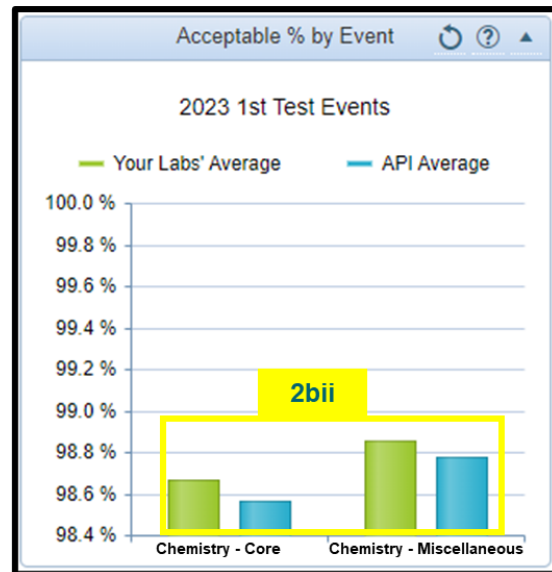 Acceptable % by Event
2023 1st Test Events
Your Labs' Average API Average
100.0 %
99.8 %
99.6 %
99.4 %
99.2 %
2bii
99.0 %
98.8 %
98.6 %
98.4 %
Chemistry - Core Chemistry - Miscellaneous